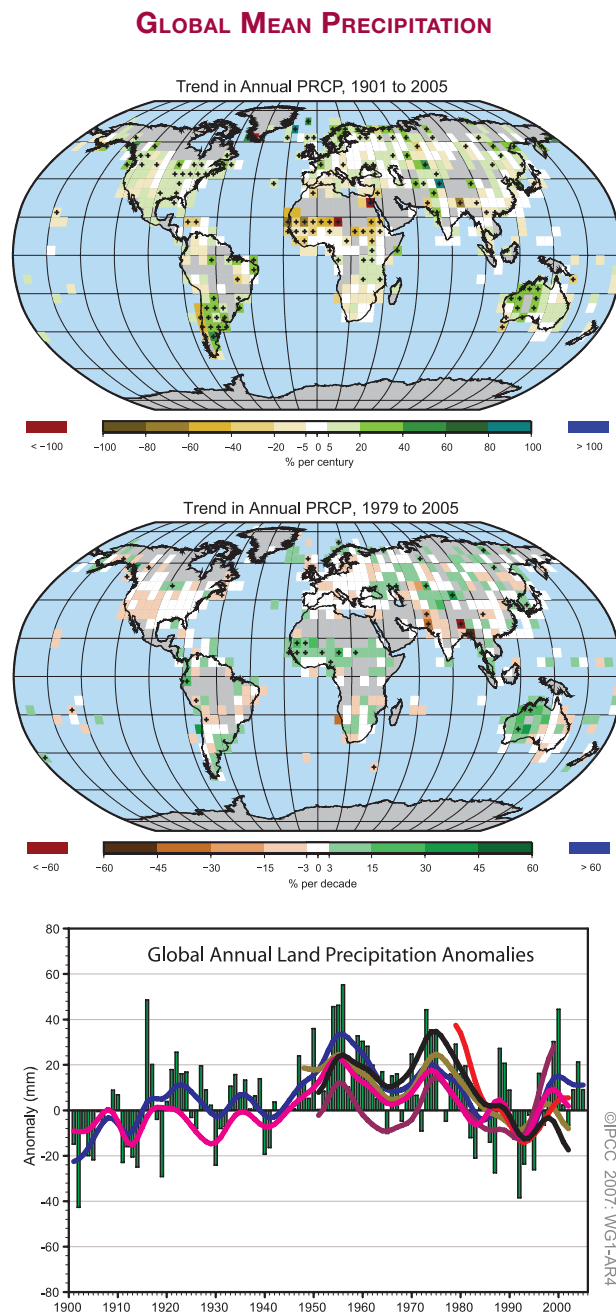 GLOBAL MEAN PRECIPITATION
Trend in Annual PRCP, 1901 to 2005
< −100
−100 −80 −60 −40 −20 −5 0 5 20 40 60 80 100
> 100
% per century
Trend in Annual PRCP, 1979 to 2005
< −60
−60 −45 −30 −15 −3 0 3 15 30 45 60
> 60
% per decade
Global Annual Land Precipitation Anomalies
Anomaly (mm)
80
60
40
20
0
-20
-40
-60
-80
1900 1910 1920 1930 1940 1950 1960 1970 1980 1990 2000
©IPCC 2007: WG1-AR4